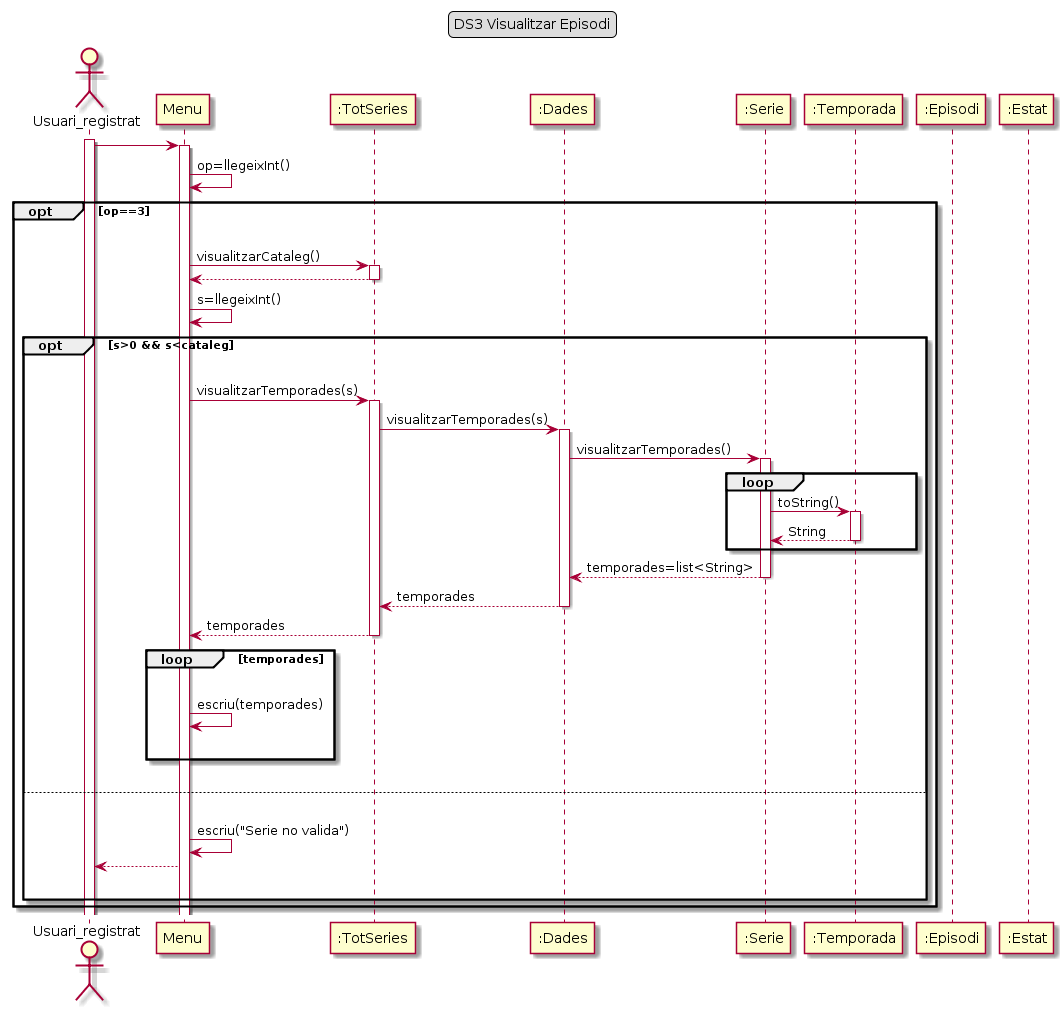 DS3 Visualitzar Episodi
Usuari_registrat
Menu
:TotSeries
:Dades
:Serie
:Temporada
:Episodi
:Estat
op=llegeixInt()
opt [op==3]
visualitzarCataleg()
s=llegeixInt()
opt [s>0 && s<cataleg]
visualitzarTemporades(s)
visualitzarTemporades(s)
visualitzarTemporades()
loop
toString()
String
temporades=list<String>
temporades
temporades
loop [temporades]
escriu(temporades)
escriu("Serie no valida")
Usuari_registrat
Menu
:TotSeries
:Dades
:Serie
:Temporada
:Episodi
:Estat